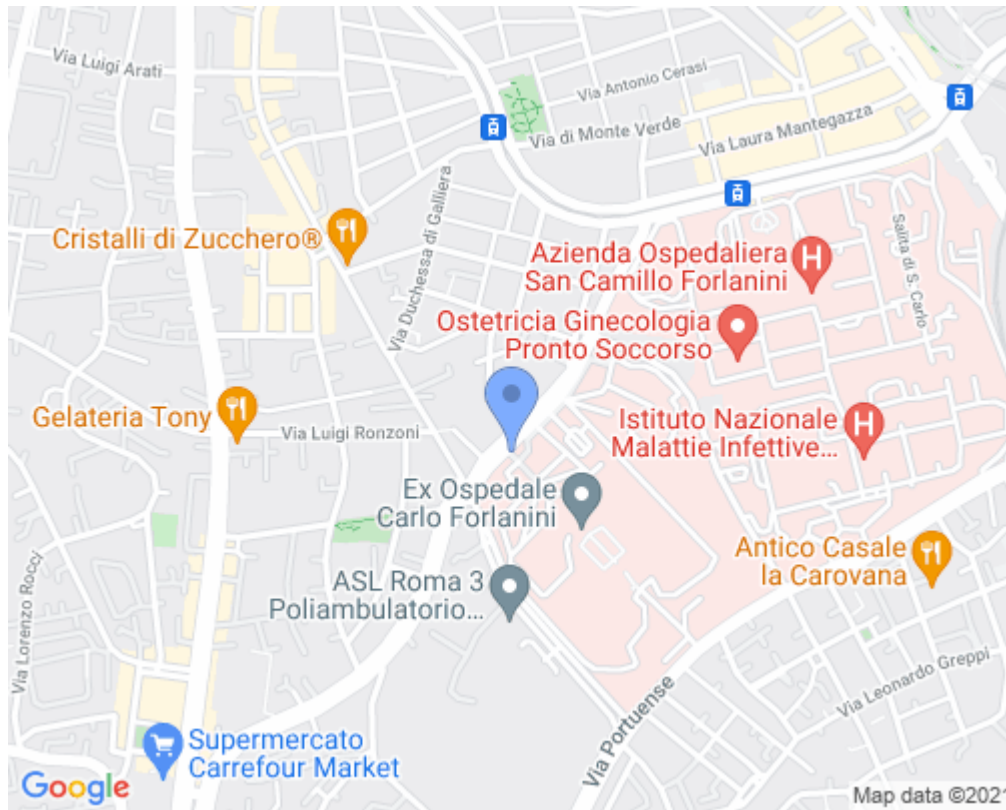 Via Luigi Arati
Via Antonio Cerasi
Via di Monte Verde
Via Laura Mantegazza
Via Duchessa di Galliera
Salita di S. Carlo
Cristalli di Zucchero®
Azienda Ospedaliera
San Camillo Forlanini
Ostetricia Ginecologia
Pronto Soccorso
Gelateria Tony
Via Luigi Ronzoni
Istituto Nazionale
Malattie Infettive...
Ex Ospedale
Carlo Forlanini
Antico Casale
la Carovana
ASL Roma 3
Poliambulatorio...
Via Lorenzo Rocci
Via Leonardo Greppi
Via Portuense
Supermercato
Carrefour Market
Google
Map data ©202